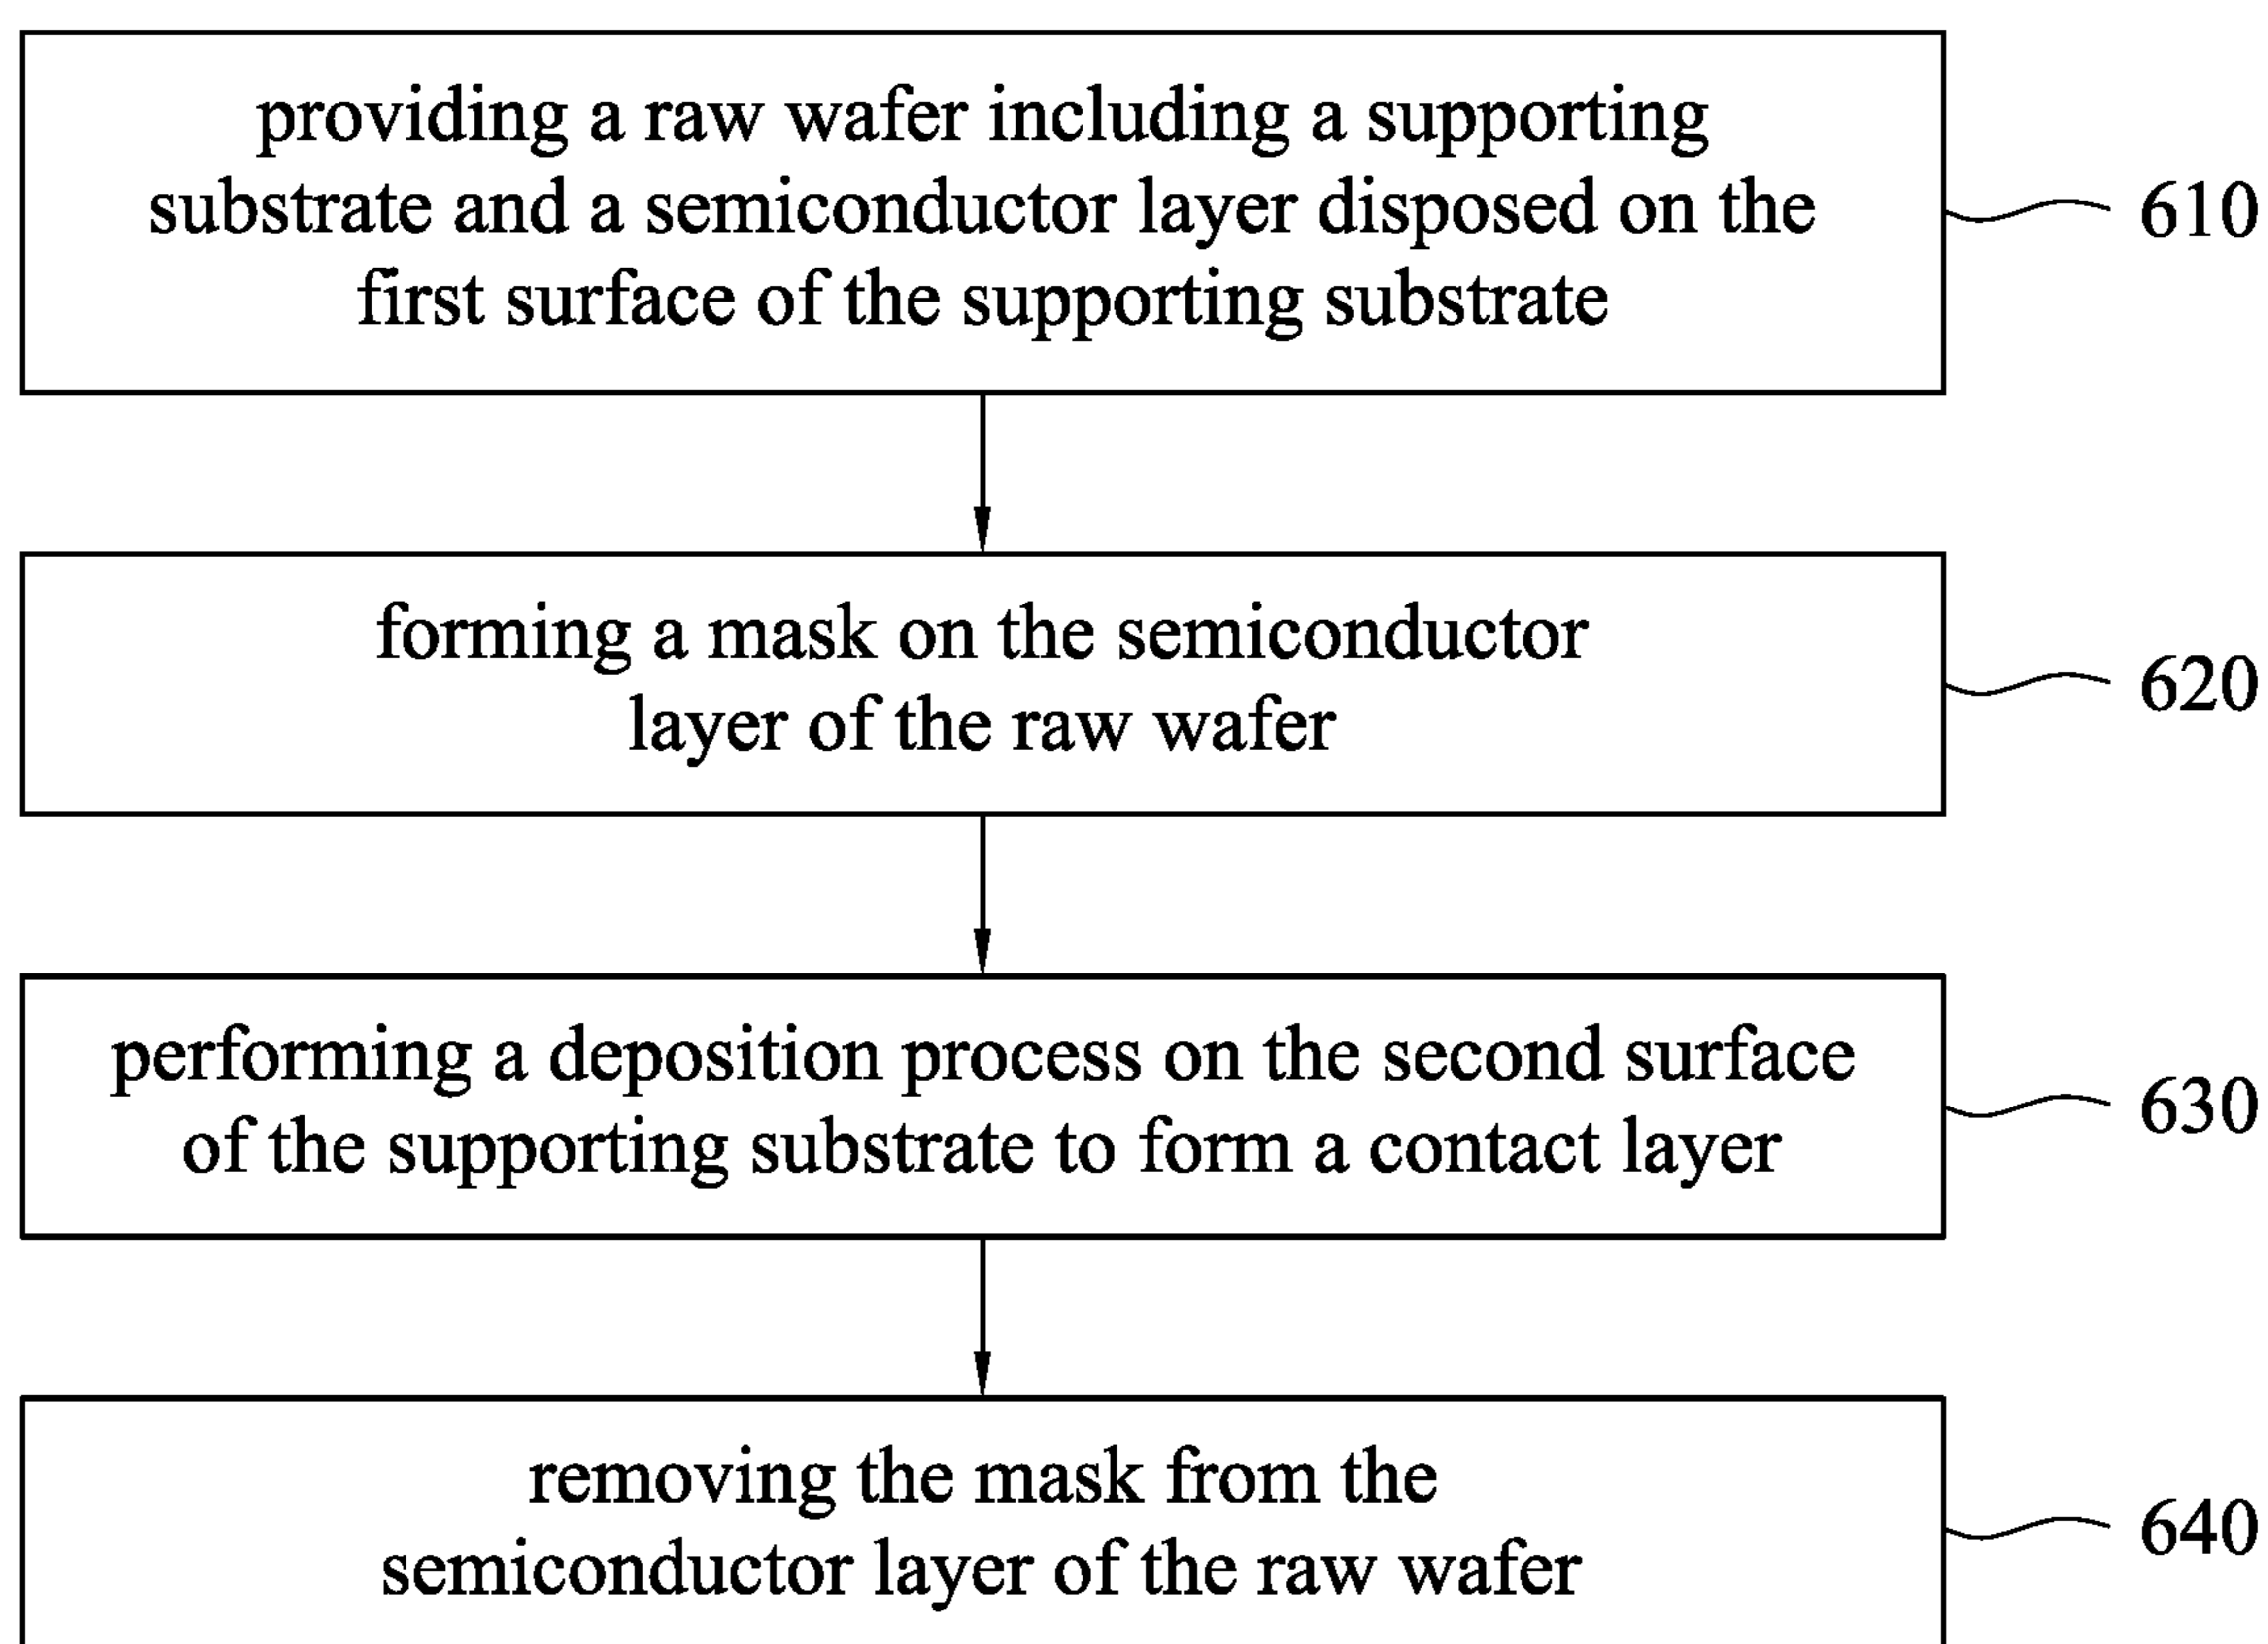 providing a raw wafer including a supporting
substrate and a semiconductor layer disposed on the
first surface of the supporting substrate
610
forming a mask on the semiconductor
layer of the raw wafer
620
performing a deposition process on the second surface
of the supporting substrate to form a contact layer
630
removing the mask from the
semiconductor layer of the raw wafer
640